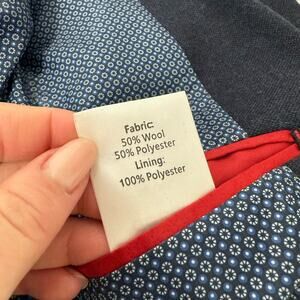 Fabric:
50% Wool
50% Polyester
Lining:
100% Polyester